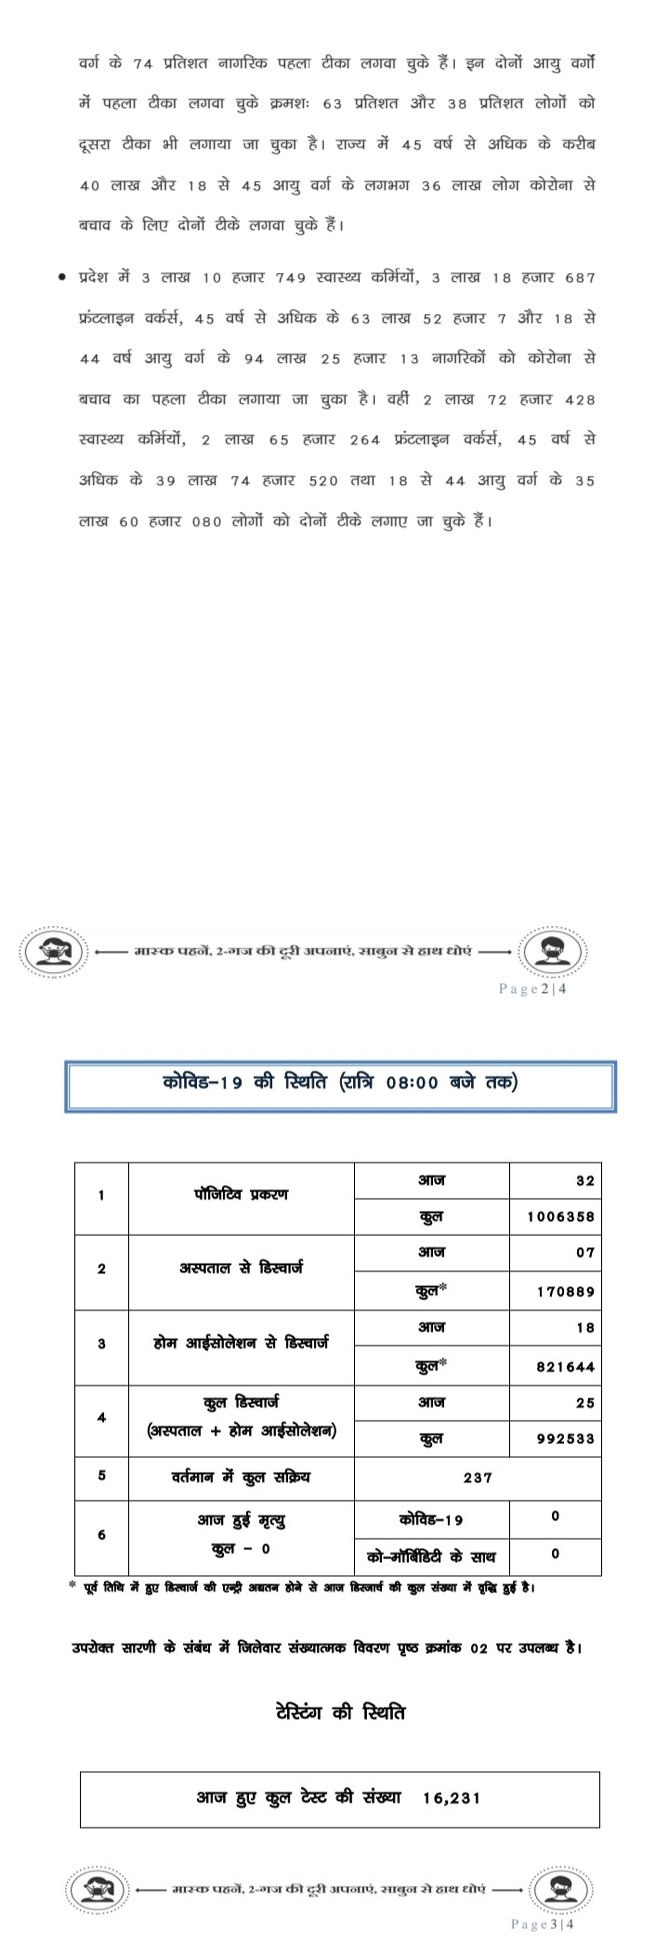 वर्ग के 74 प्रतिशत नागरिक पहला टीका लगवा चुके हैं। इन दोनों आयु वर्गों
में पहला टीका लगवा चुके क्रमशः 63 प्रतिशत और 38 प्रतिशत लोगों को
दूसरा टीका भी लगाया जा चुका है। राज्य में 45 वर्ष से अधिक के करीब
40 लाख और 18 से 45 आयु वर्ग के लगभग 36 लाख लोग कोरोना से
बचाव के लिए दोनों टीके लगवा चुके हैं।
• प्रदेश में 3 लाख 10 हजार 749 स्वास्थ्य कर्मियों, 3 लाख 18 हजार 687
फ्रंटलाइन वर्कर्स, 45 वर्ष से अधिक के 63 लाख 52 हजार 7 और 18 से
44 वर्ष आयु वर्ग के 94 लाख 25 हजार 13 नागरिकों को कोरोना से
बचाव का पहला टीका लगाया जा चुका है। वहीं 2 लाख 72 हजार 428
स्वास्थ्य कर्मियों, 2 लाख 65 हजार 264 फ्रंटलाइन वर्कर्स, 45 वर्ष से
अधिक के 39 लाख 74 हजार 520 तथा 18 से 44 आयु वर्ग के 35
लाख 60 हजार 080 लोगों को दोनों टीके लगाए जा चुके हैं।
मास्क पहनें, 2-गज की दूरी अपनाएं, साबुन से हाथ धोएं
Page2|4
कोविड-19 की स्थिति (रात्रि 08:00 बजे तक)
1 पॉजिटिव प्रकरण आज 32
कुल 1006358
2 अस्पताल से डिस्चार्ज आज 07
कुल* 170889
3 होम आईसोलेशन से डिस्चार्ज आज 18
कुल* 821644
4 कुल डिस्चार्ज (अस्पताल + होम आईसोलेशन) आज 25
कुल 992533
5 वर्तमान में कुल सक्रिय 237
6 आज हुई मृत्यु कुल - 0 कोविड-19 0
को-मॉर्बिडिटी के साथ 0
* पूर्व तिथि में हुए डिस्चार्ज की एन्ट्री अद्यतन होने से आज डिस्चार्ज की कुल संख्या में वृद्धि हुई है।
उपरोक्त सारणी के संबंध में जिलेवार संख्यात्मक विवरण पृष्ठ क्रमांक 02 पर उपलब्ध है।
टेस्टिंग की स्थिति
आज हुए कुल टेस्ट की संख्या 16,231
मास्क पहनें, 2-गज की दूरी अपनाएं, साबुन से हाथ धोएं
Page3|4